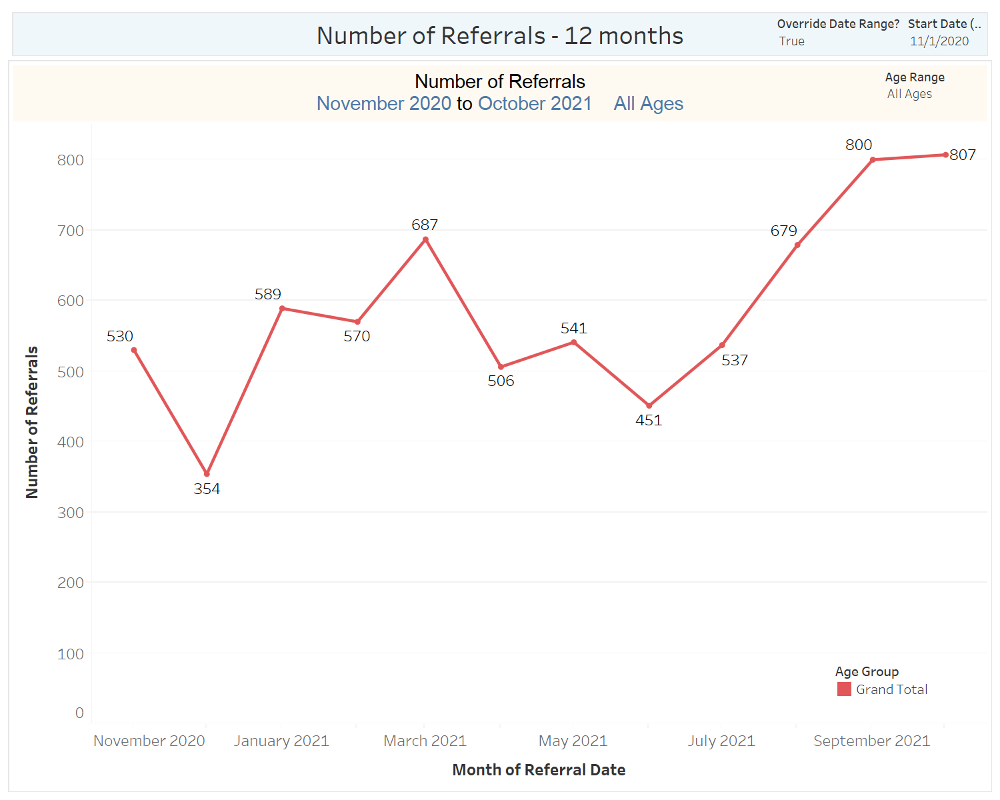 Number of Referrals - 12 months
Override Date Range? Start Date (..
True 11/1/2020
Number of Referrals
November 2020 to October 2021 All Ages
Age Range
All Ages
Number of Referrals
800
700
600
500
400
300
200
100
0
530
354
589
570
687
506
541
451
537
679
800
807
Age Group
Grand Total
November 2020 January 2021 March 2021 May 2021 July 2021 September 2021
Month of Referral Date